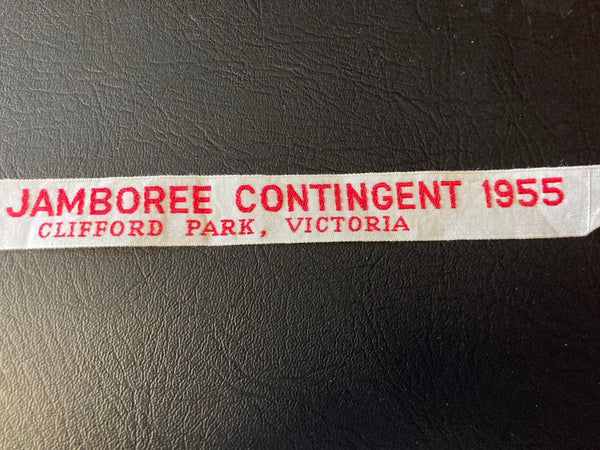 JAMBOREE CONTINGENT 1955
CLIFFORD PARK, VICTORIA